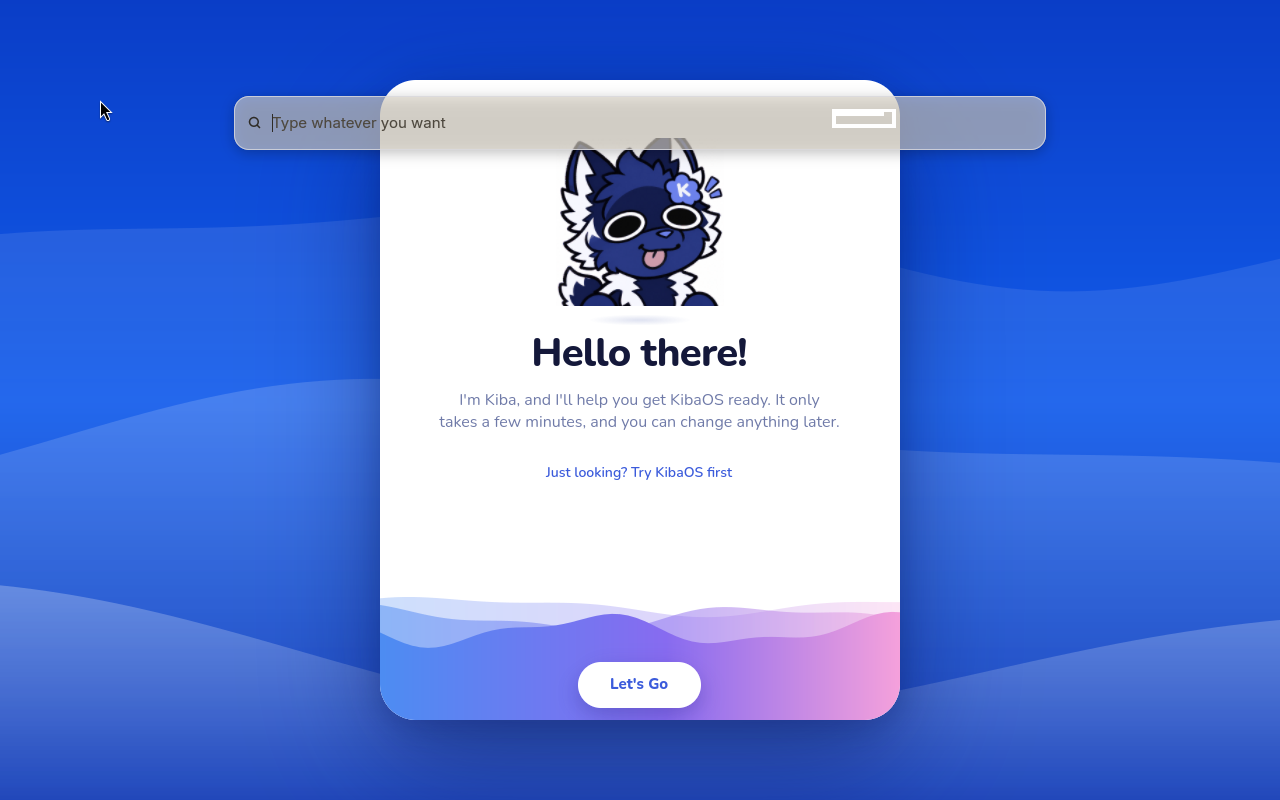 Type whatever you want
K
Hello there!
I'm Kiba, and I'll help you get KibaOS ready. It only
takes a few minutes, and you can change anything later.
Just looking? Try KibaOS first
Let's Go